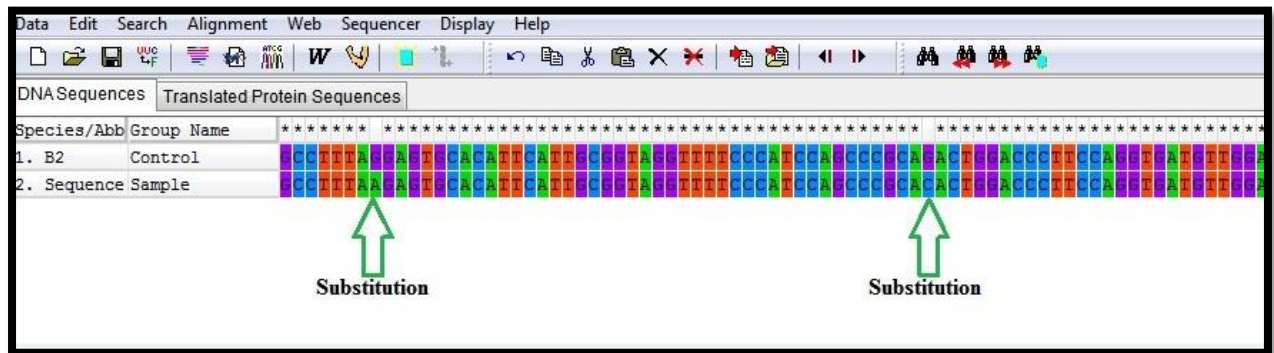 Data Edit Search Alignment Web Sequencer Display Help
W
DNA Sequences Translated Protein Sequences
Species/Abb Group Name ******* ****************************************** **************************
1. B2 Control GCCTTTAGGAGTGCACATTCATTGCGGTAGGTTTTCCCATCCAGCCCGCAGACTGGACCCTTCCAGGTGATGTTGGA
2. Sequence Sample GCCTTTAAGAGTGCACATTCATTGCGGTAGGTTTTCCCATCCAGCCCGCACACTGGACCCTTCCAGGTGATGTTGGA
Substitution Substitution